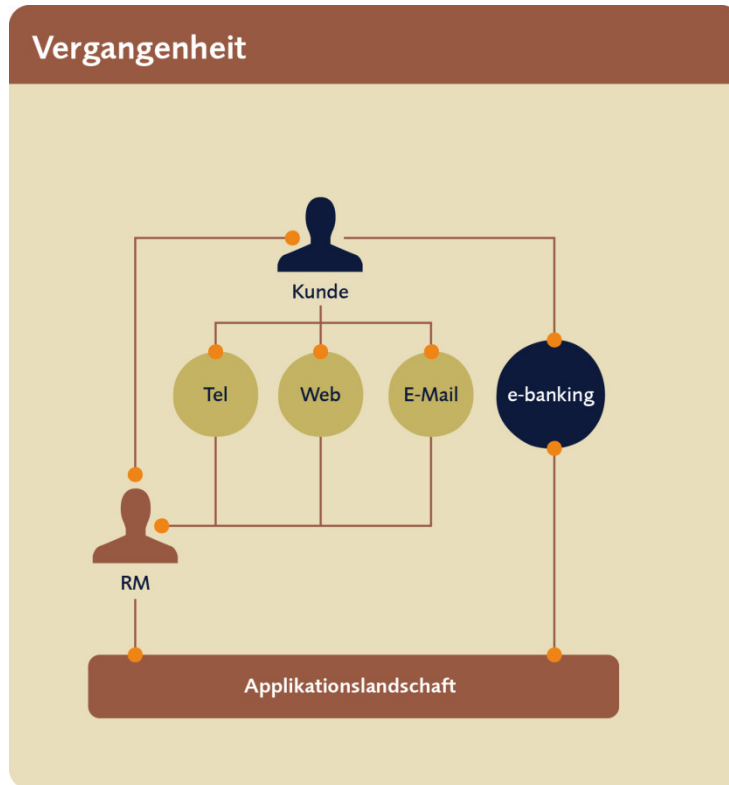 Vergangenheit
Kunde
Tel
Web
E-Mail
e-banking
RM
Applikationslandschaft